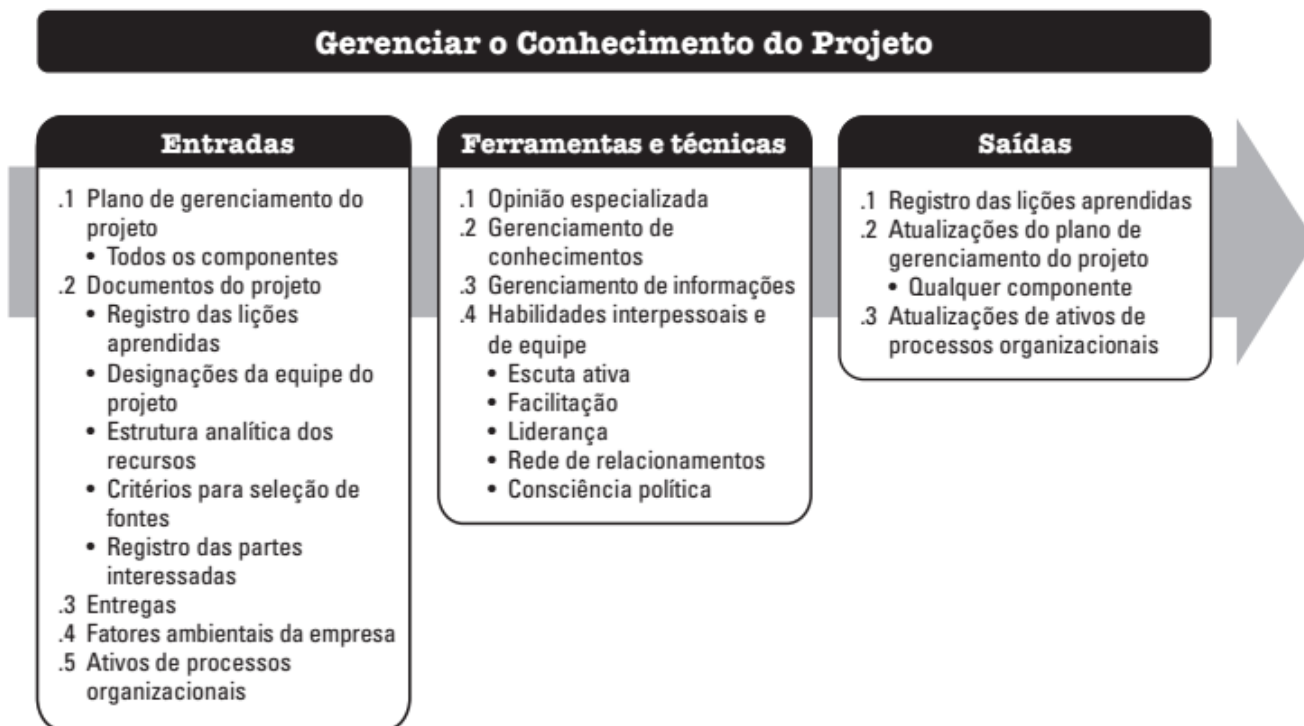 Gerenciar o Conhecimento do Projeto
Entradas
.1 Plano de gerenciamento do
projeto
• Todos os componentes
.2 Documentos do projeto
• Registro das lições
aprendidas
• Designações da equipe do
projeto
• Estrutura analítica dos
recursos
• Critérios para seleção de
fontes
• Registro das partes
interessadas
.3 Entregas
.4 Fatores ambientais da empresa
.5 Ativos de processos
organizacionais
Ferramentas e técnicas
.1 Opinião especializada
.2 Gerenciamento de
conhecimentos
.3 Gerenciamento de informações
.4 Habilidades interpessoais e
de equipe
• Escuta ativa
• Facilitação
• Liderança
• Rede de relacionamentos
• Consciência política
Saídas
.1 Registro das lições aprendidas
.2 Atualizações do plano de
gerenciamento do projeto
• Qualquer componente
.3 Atualizações de ativos de
processos organizacionais